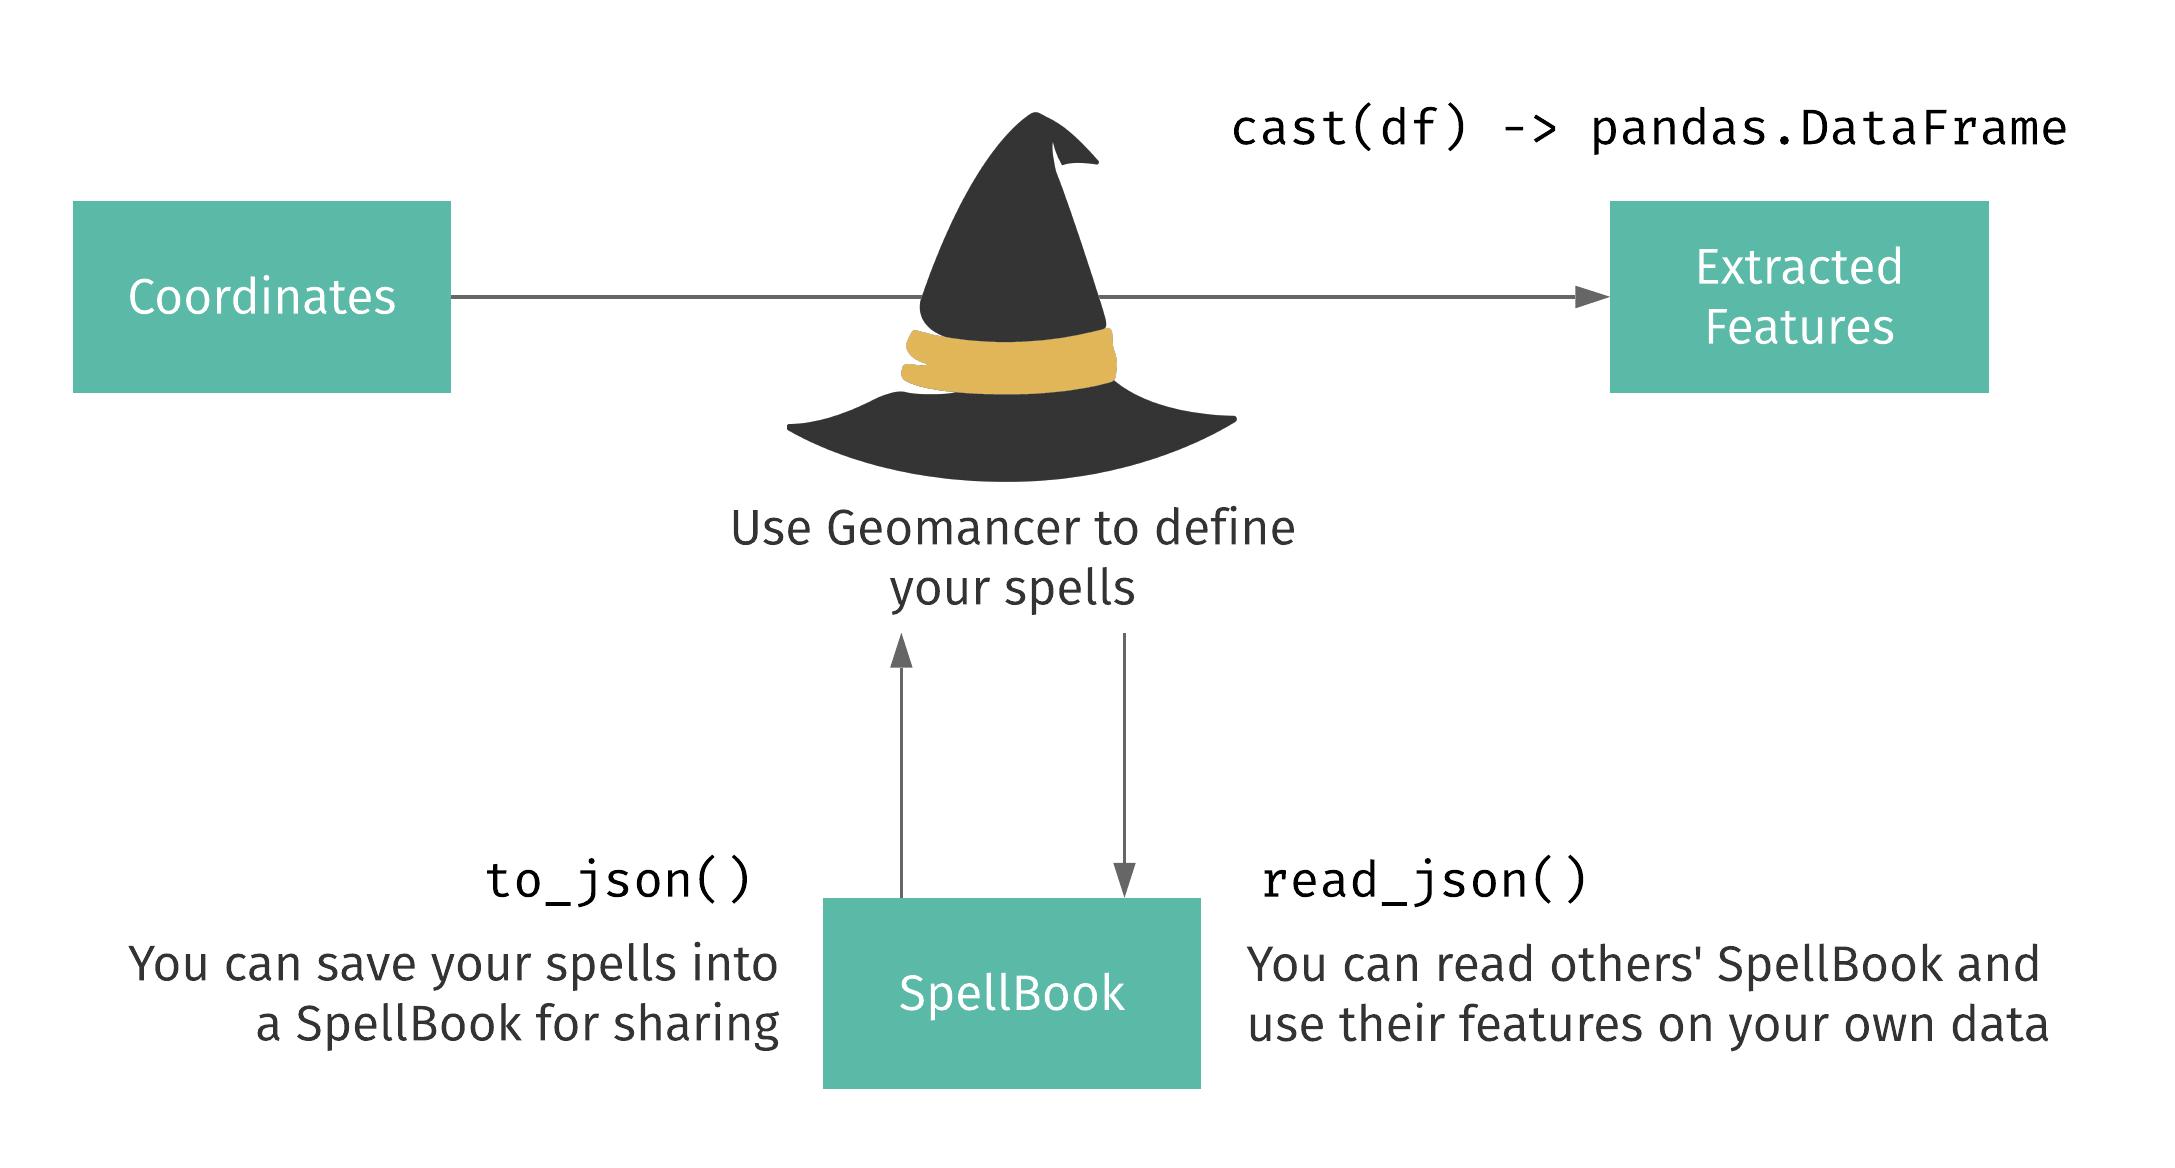 cast(df) -> pandas.DataFrame
Coordinates
Extracted
Features
Use Geomancer to define
your spells
to_json()
You can save your spells into
a SpellBook for sharing
SpellBook
read_json()
You can read others' SpellBook and
use their features on your own data